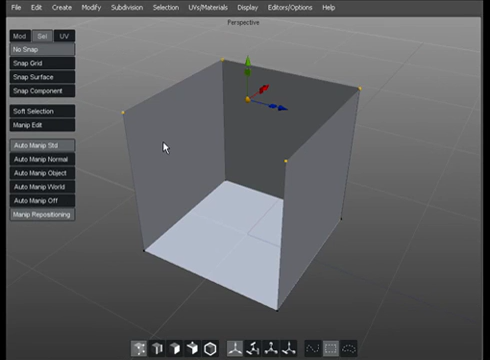 File Edit Create Modify Subdivision Selection UVs/Materials Display Editors/Options Help
Perspective
Mod Sel UV
No Snap
Snap Grid
Snap Surface
Snap Component
Soft Selection
Manip Edit
Auto Manip Std
Auto Manip Normal
Auto Manip Object
Auto Manip World
Auto Manip Off
Manip Repositioning